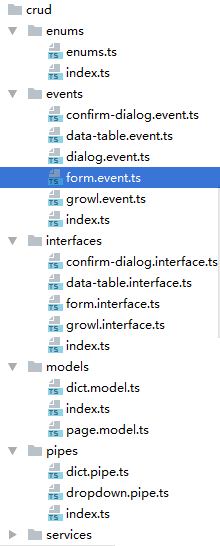 crud
enums
enums.ts
index.ts
events
confirm-dialog.event.ts
data-table.event.ts
dialog.event.ts
form.event.ts
growl.event.ts
index.ts
interfaces
confirm-dialog.interface.ts
data-table.interface.ts
form.interface.ts
growl.interface.ts
index.ts
models
dict.model.ts
index.ts
page.model.ts
pipes
dict.pipe.ts
dropdown.pipe.ts
index.ts
services